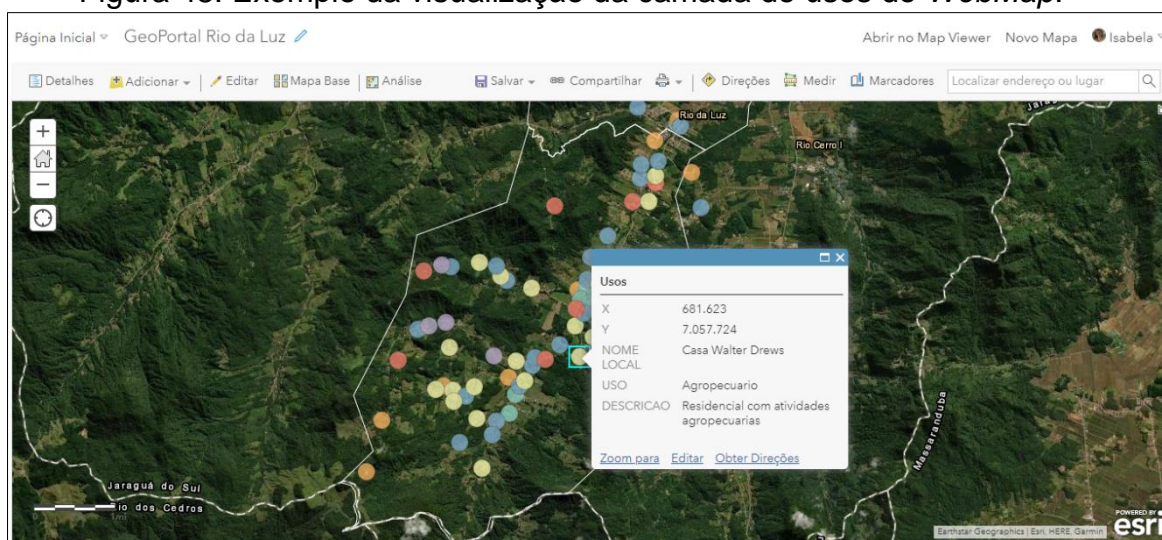 Figura 45: Exemplo da visualização da camada de usos do WebMap.
Página Inicial GeoPortal Rio da Luz Abrir no Map Viewer Novo Mapa Isabela
Detalhes Adicionar Editar Mapa Base Análise Salvar Compartilhar Direções Medir Marcadores Localizar endereço ou lugar
Rio da Luz
Rio Cerro I
Usos
X 681.623
Y 7.057.724
NOME LOCAL Casa Walter Drews
USO Agropecuario
DESCRICAO Residencial com atividades
agropecuarias
Zoom para Editar Obter Direções
Massaranduba
Jaraguá do Sul
Rio dos Cedros
Earthstar Geographics | Esri, HERE, Garmin
POWERED BY
esri